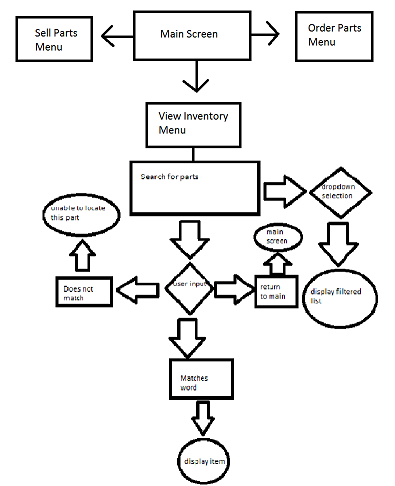 Sell Parts
Menu
Main Screen
Order Parts
Menu
View Inventory
Menu
Search for parts
dropdown
selection
unable to locate
this part
main
screen
user input
Does not
match
return
to main
display filtered
list
Matches
word
display item